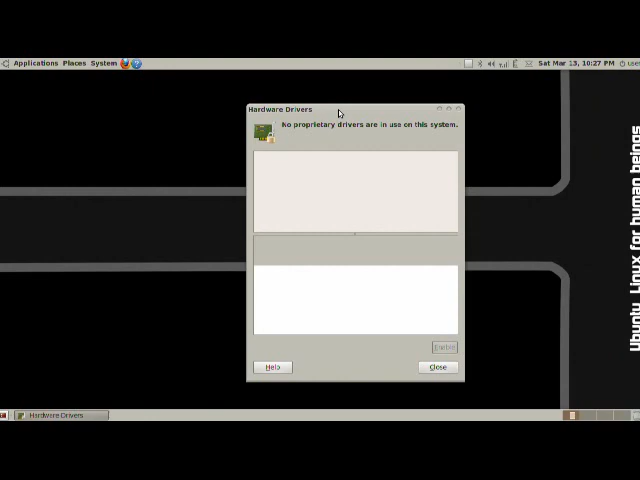 Applications Places System
Sat Mar 13, 10:27 PM
Hardware Drivers
No proprietary drivers are in use on this system.
Enable
Help
Close
Hardware Drivers
Ubuntu, Linux for human beings